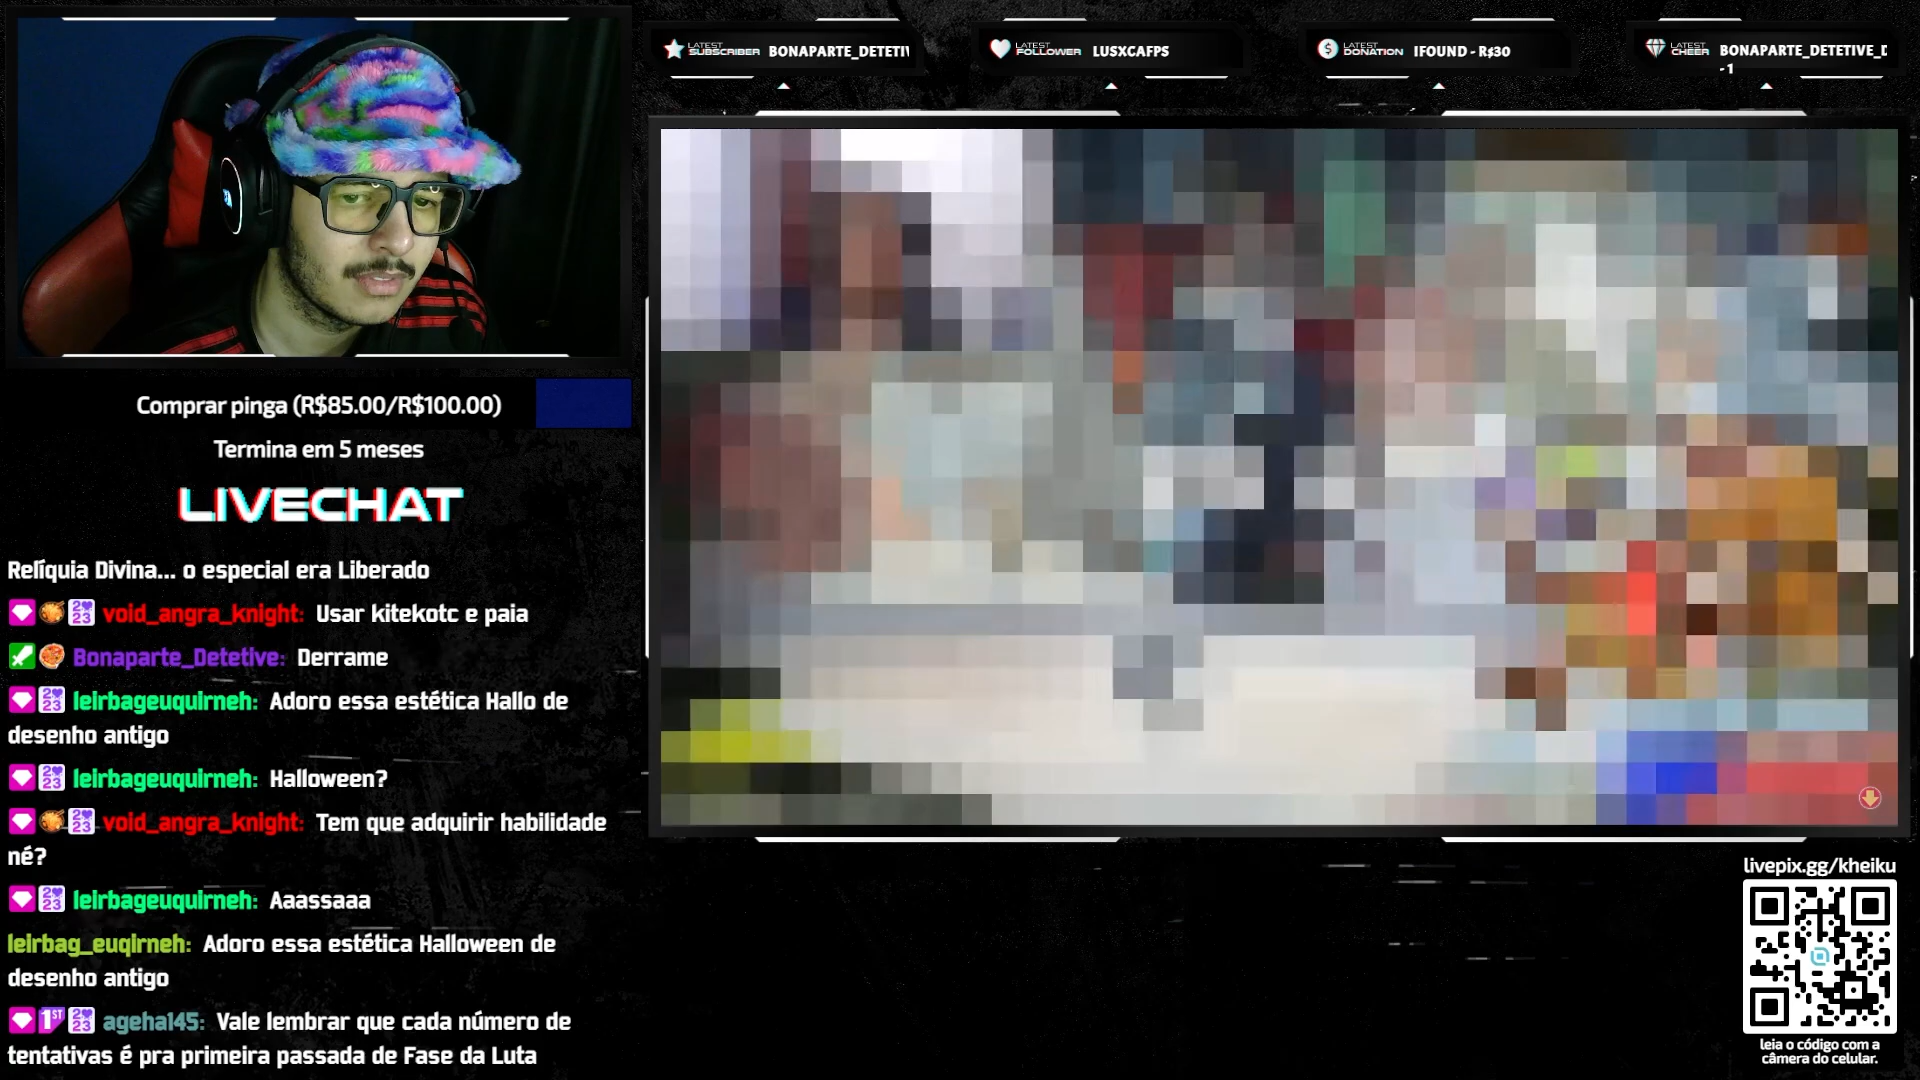 LATEST SUBSCRIBER BONAPARTE_DETETIV
LATEST FOLLOWER LUSXCAFPS
LATEST DONATION IFOUND - R$30
LATEST CHEER BONAPARTE_DETETIVE_D
- 1
Comprar pinga (R$85.00/R$100.00)
Termina em 5 meses
LIVECHAT
Relíquia Divina... o especial era Liberado
void_angra_knight: Usar kitekotc e paia
Bonaparte_Detetive: Derrame
leirbageuquirneh: Adoro essa estética Hallo de
desenho antigo
leirbageuquirneh: Halloween?
void_angra_knight: Tem que adquirir habilidade
né?
leirbageuquirneh: Aaassaaa
leirbag_euqirneh: Adoro essa estética Halloween de
desenho antigo
1ST ageha145: Vale lembrar que cada número de
tentativas é pra primeira passada de Fase da Luta
livepix.gg/kheiku
leia o código com a
câmera do celular.